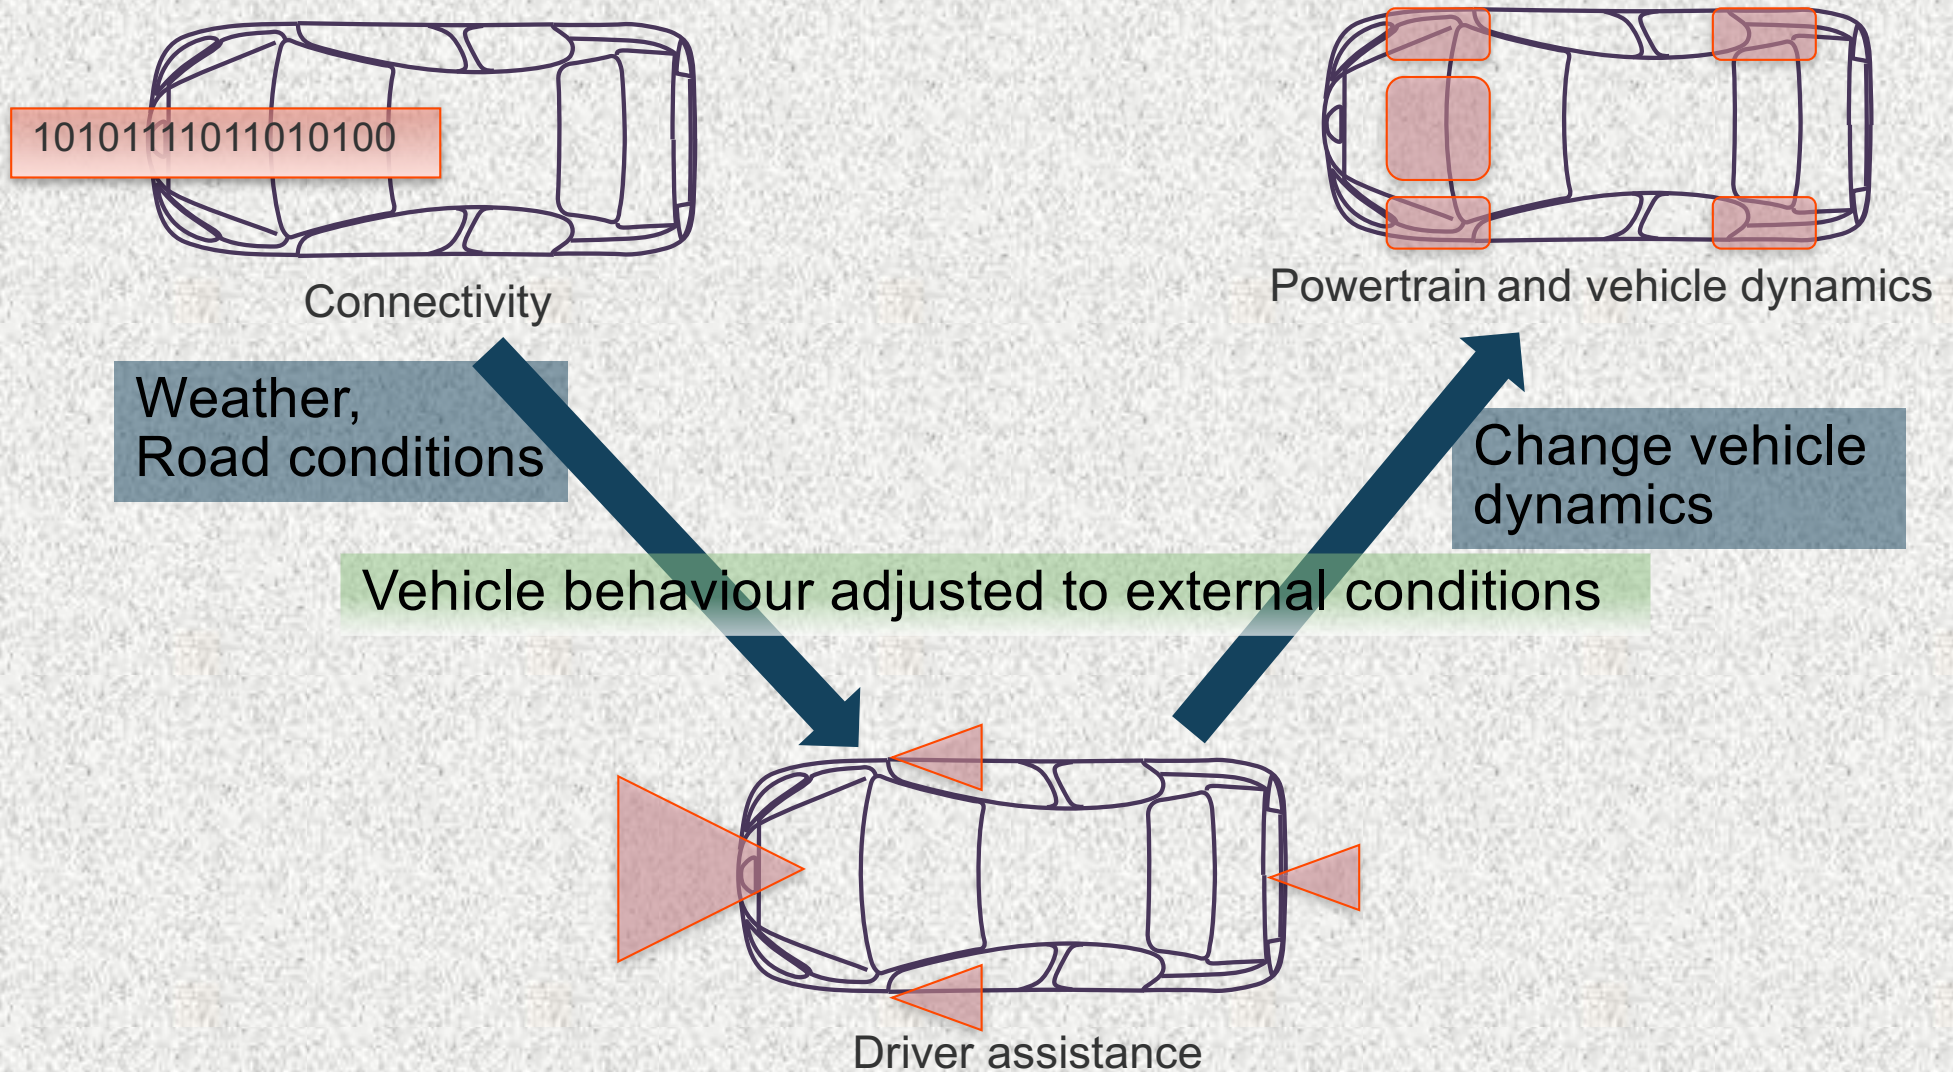 10101111011010100
Connectivity
Powertrain and vehicle dynamics
Weather,
Road conditions
Change vehicle
dynamics
Vehicle behaviour adjusted to external conditions
Driver assistance